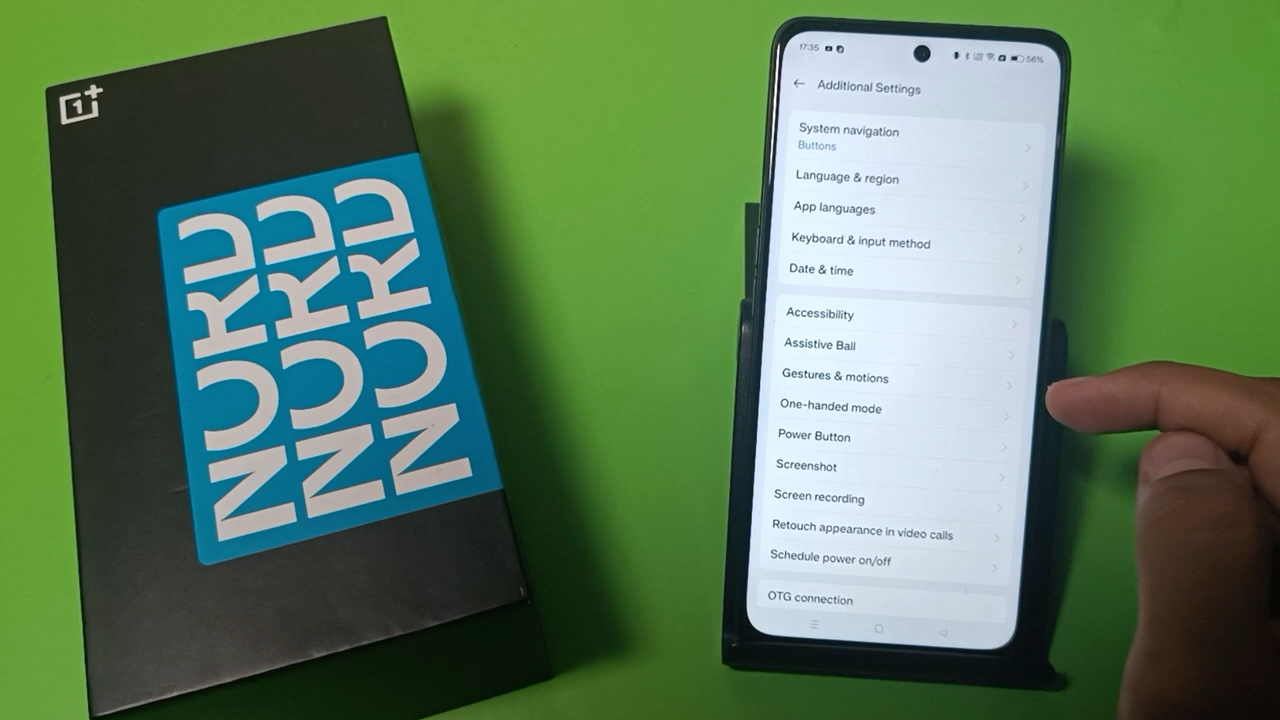 1+
NORD
NORD
NORD
17:35
56%
Additional Settings
System navigation
Buttons
Language & region
App languages
Keyboard & input method
Date & time
Accessibility
Assistive Ball
Gestures & motions
One-handed mode
Power Button
Screenshot
Screen recording
Retouch appearance in video calls
Schedule power on/off
OTG connection